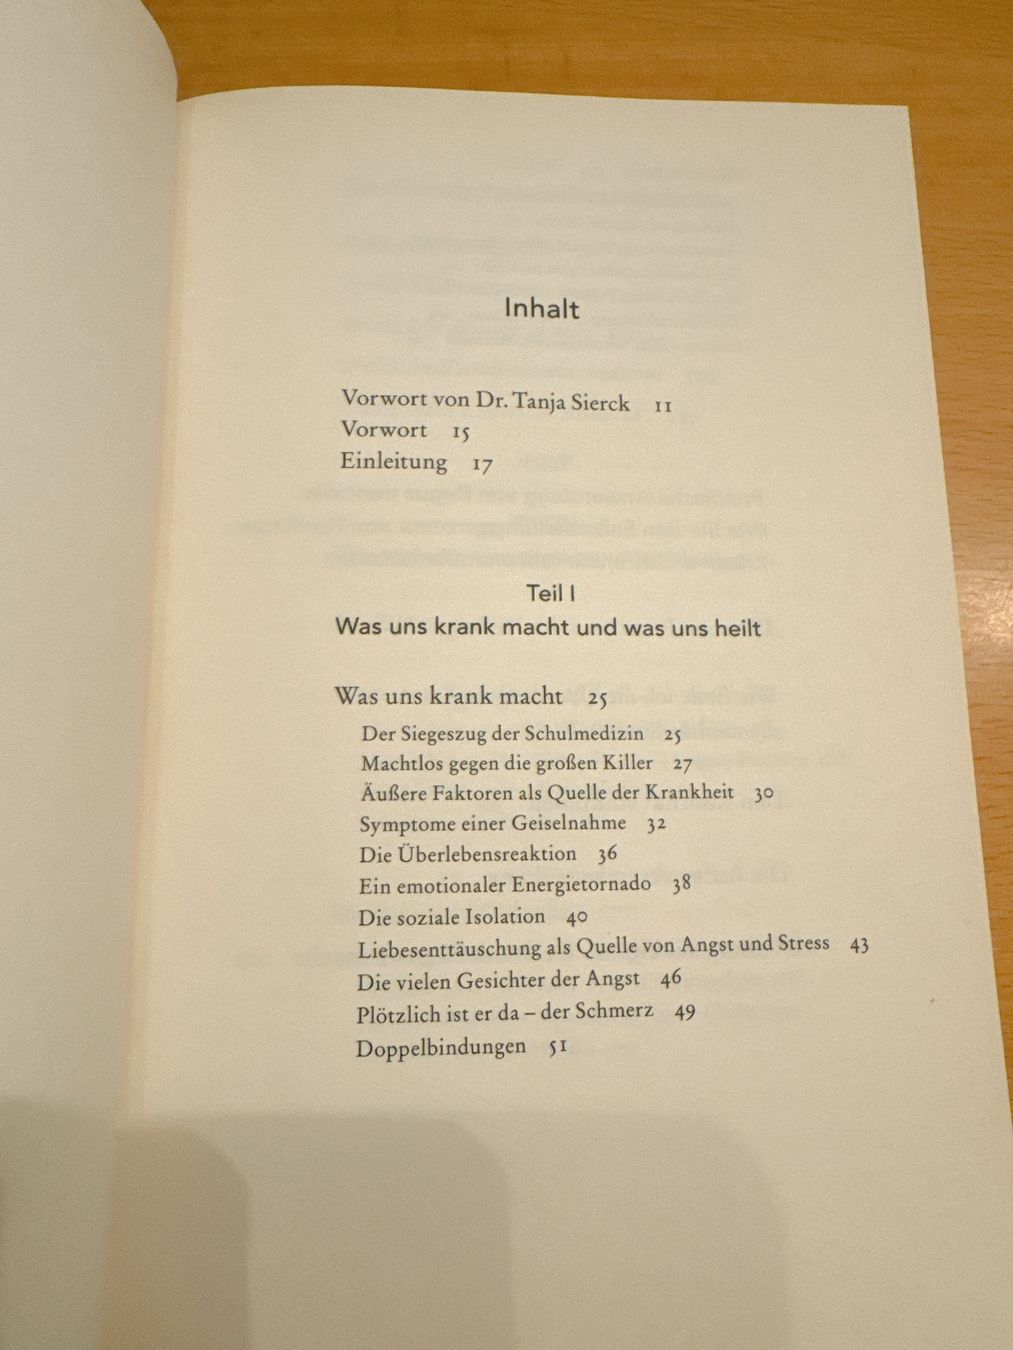 Inhalt
Vorwort von Dr. Tanja Sierck 11
Vorwort 15
Einleitung 17
Teil I
Was uns krank macht und was uns heilt
Was uns krank macht 25
Der Siegeszug der Schulmedizin 25
Machtlos gegen die großen Killer 27
Äußere Faktoren als Quelle der Krankheit 30
Symptome einer Geiselnahme 32
Die Überlebensreaktion 36
Ein emotionaler Energietornado 38
Die soziale Isolation 40
Liebesenttäuschung als Quelle von Angst und Stress 43
Die vielen Gesichter der Angst 46
Plötzlich ist er da – der Schmerz 49
Doppelbindungen 51